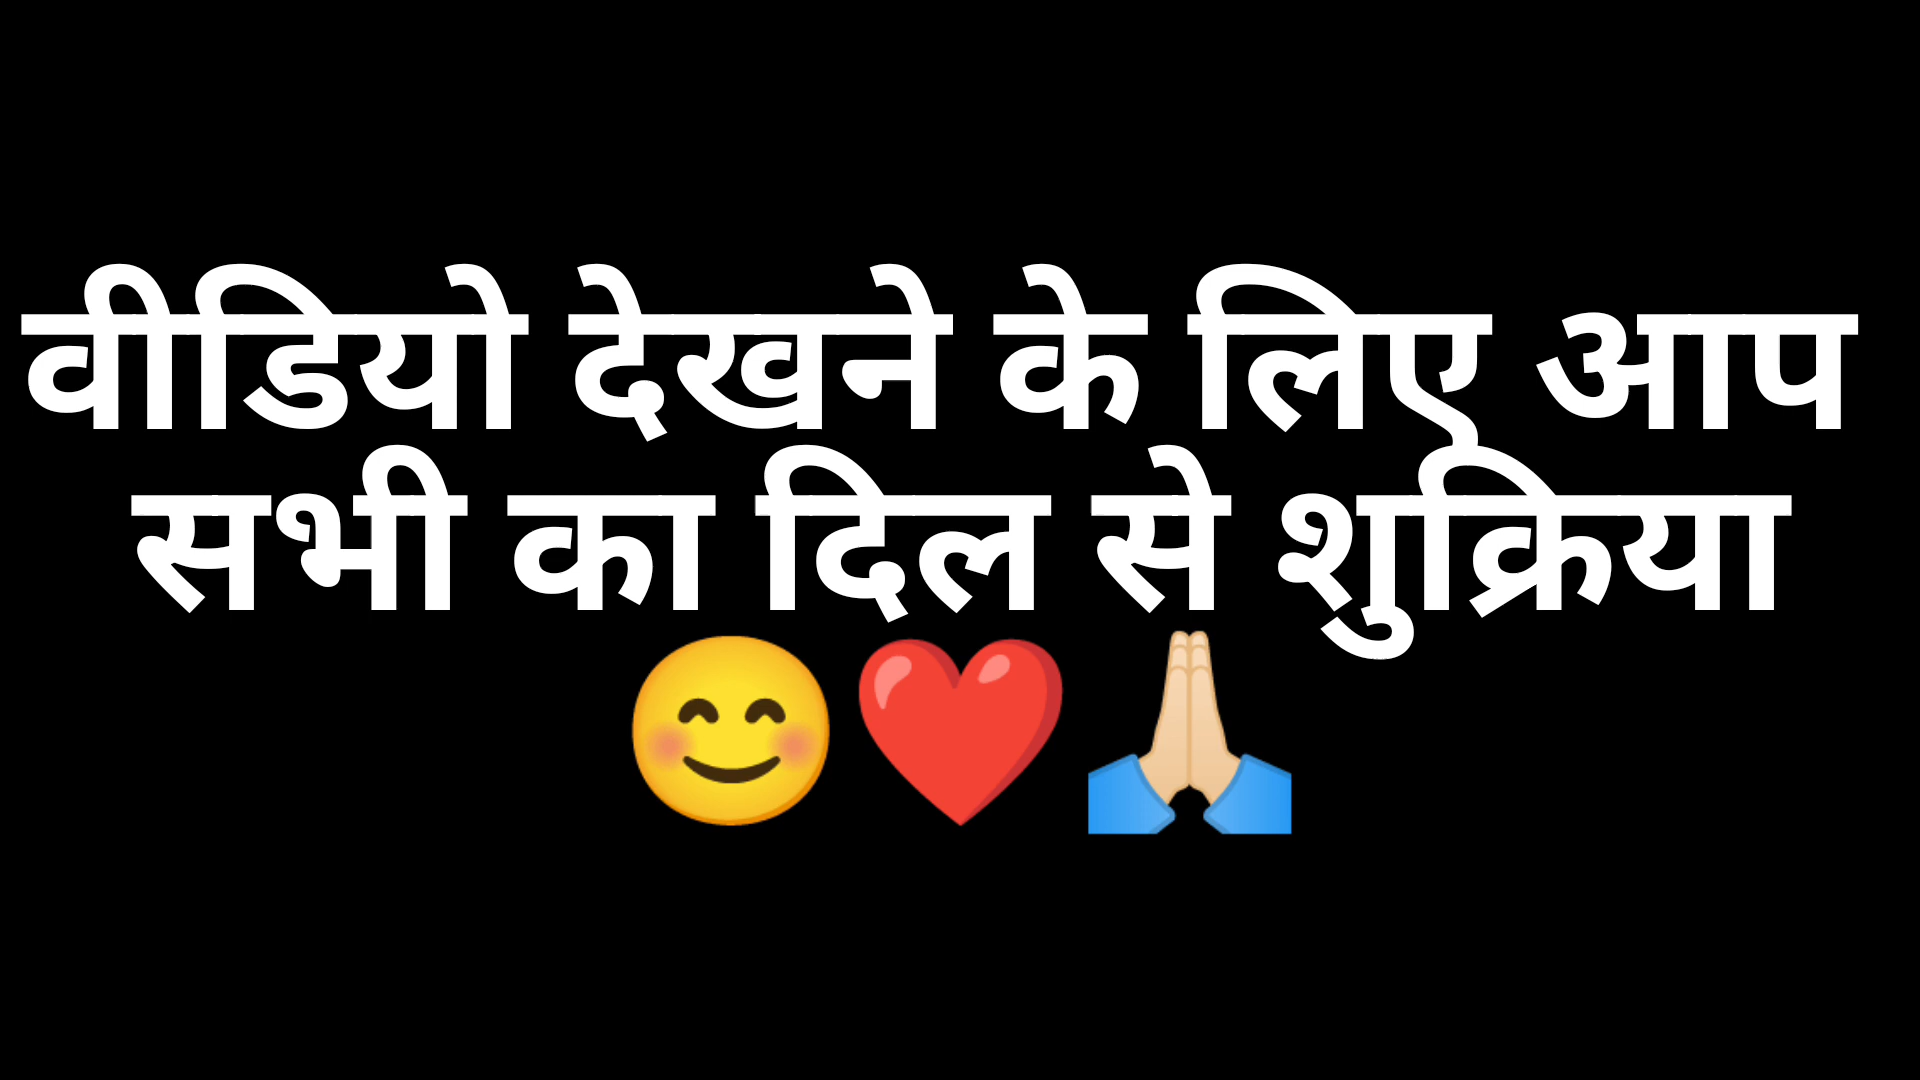 वीडियो देखने के लिए आप
सभी का दिल से शुक्रिया
😊❤️🙏🏻